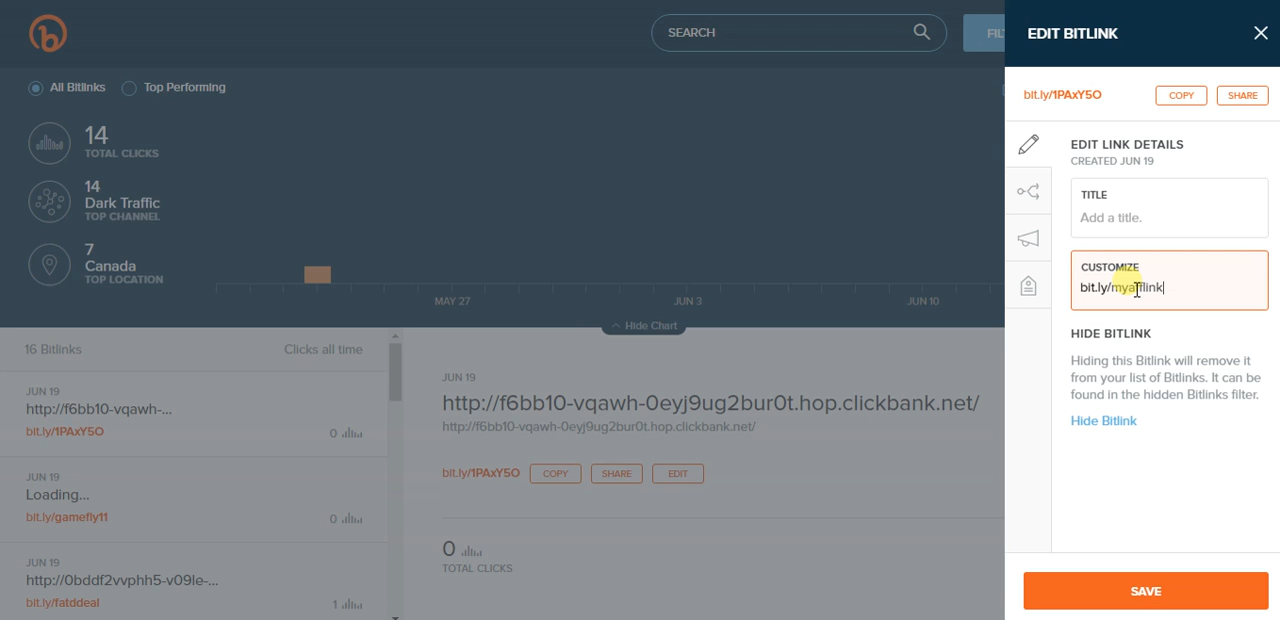 SEARCH
FIL
All Bitlinks
Top Performing
14
TOTAL CLICKS
14
Dark Traffic
TOP CHANNEL
7
Canada
TOP LOCATION
MAY 27
JUN 3
JUN 10
Hide Chart
16 Bitlinks
Clicks all time
JUN 19
http://f6bb10-vqawh-...
bit.ly/1PAxY5O
0
JUN 19
Loading...
bit.ly/gamefly11
0
JUN 19
http://0bddf2vvphh5-v09le-...
bit.ly/fatddeal
1
JUN 19
http://f6bb10-vqawh-0eyj9ug2bur0t.hop.clickbank.net/
http://f6bb10-vqawh-0eyj9ug2bur0t.hop.clickbank.net/
bit.ly/1PAxY5O
COPY
SHARE
EDIT
0
TOTAL CLICKS
EDIT BITLINK
bit.ly/1PAxY5O
COPY
SHARE
EDIT LINK DETAILS
CREATED JUN 19
TITLE
Add a title.
CUSTOMIZE
bit.ly/myafflink
HIDE BITLINK
Hiding this Bitlink will remove it
from your list of Bitlinks. It can be
found in the hidden Bitlinks filter.
Hide Bitlink
SAVE